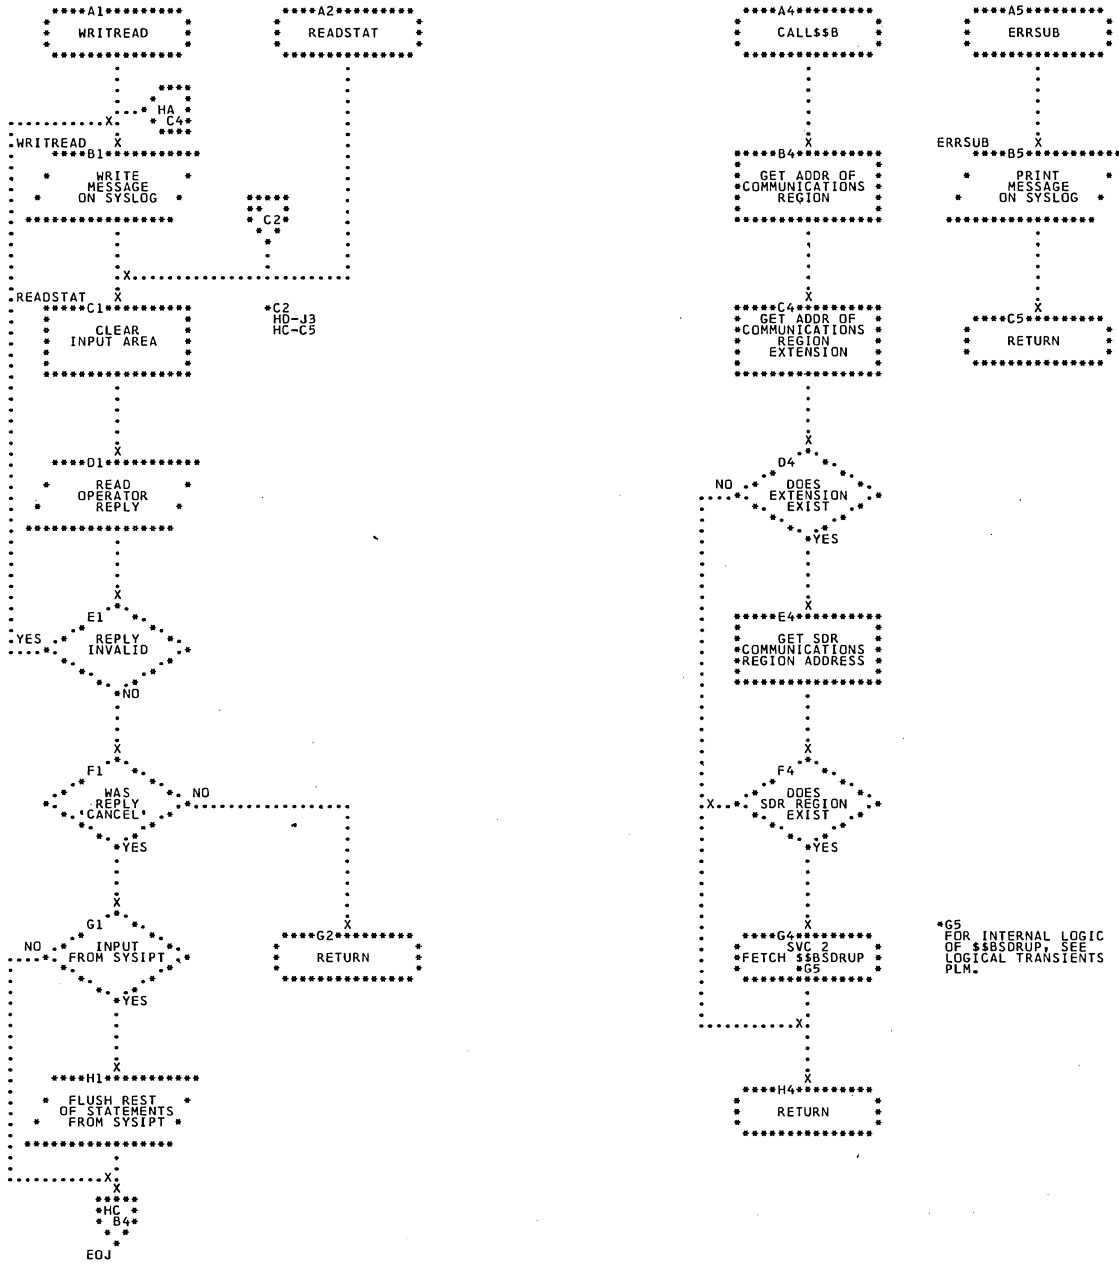 A1
WRITREAD
A2
READSTAT
A4
CALL$$B
A5
ERRSUB
HA
C4
WRITREAD
B1
WRITE
MESSAGE
ON SYSLOG
C2
B4
GET ADDR OF
COMMUNICATIONS
REGION
ERRSUB
B5
PRINT
MESSAGE
ON SYSLOG
READSTAT
C1
CLEAR
INPUT AREA
*C2
HD-J3
HC-C5
C4
GET ADDR OF
COMMUNICATIONS
REGION
EXTENSION
C5
RETURN
D1
READ
OPERATOR
REPLY
D4
DOES
EXTENSION
EXIST
NO
YES
E1
REPLY
INVALID
YES
NO
E4
GET SDR
COMMUNICATIONS
REGION ADDRESS
F1
WAS
REPLY
'CANCEL'
NO
YES
F4
DOES
SDR REGION
EXIST
YES
G1
INPUT
FROM SYSIPT
NO
YES
G2
RETURN
G4
SVC 2
FETCH $$BSDRUP
*G5
*G5
FOR INTERNAL LOGIC
OF $$BSDRUP, SEE
LOGICAL TRANSIENTS
PLM.
H1
FLUSH REST
OF STATEMENTS
FROM SYSIPT
H4
RETURN
HC
B4
EOJ